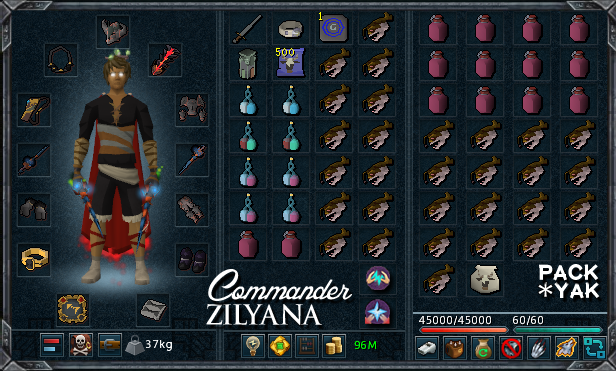 1
500
PACK
*YAK
Commander
ZILYANA
45000/45000
60/60
37kg
96M